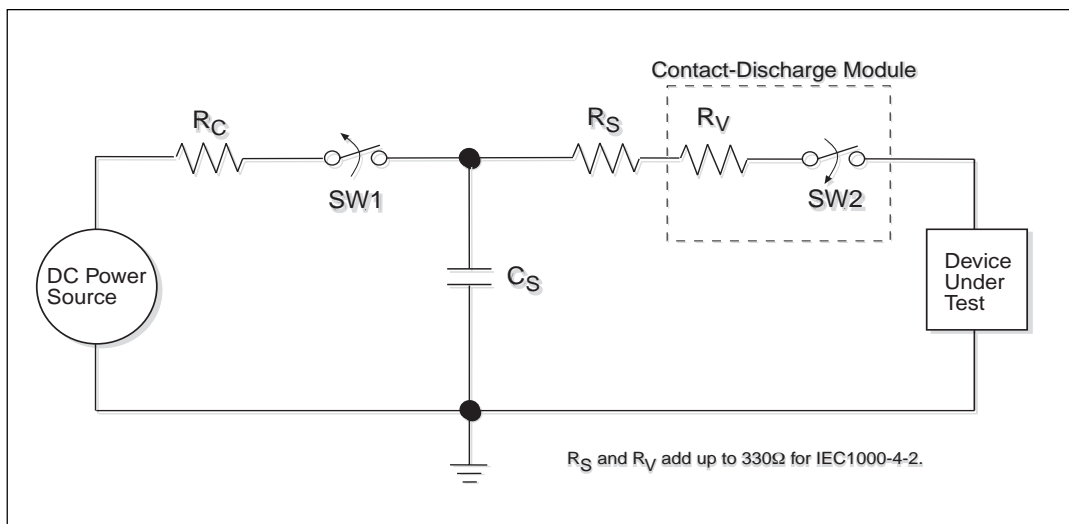 Contact-Discharge Module
RC
RS
RV
SW1
SW2
DC Power
Source
CS
Device
Under
Test
RS and RV add up to 330Ω for IEC1000-4-2.